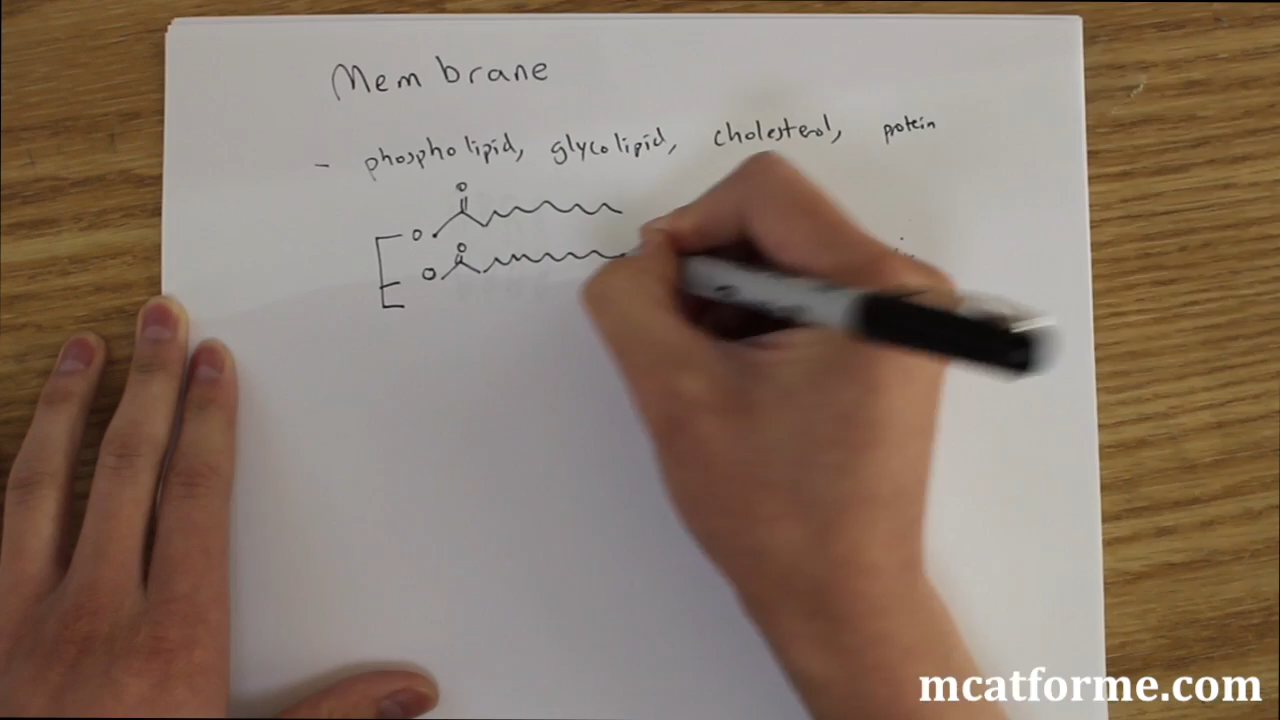 Membrane
- phospholipid, glycolipid, cholesterol, protein
O
O
O
O
mcatforme.com